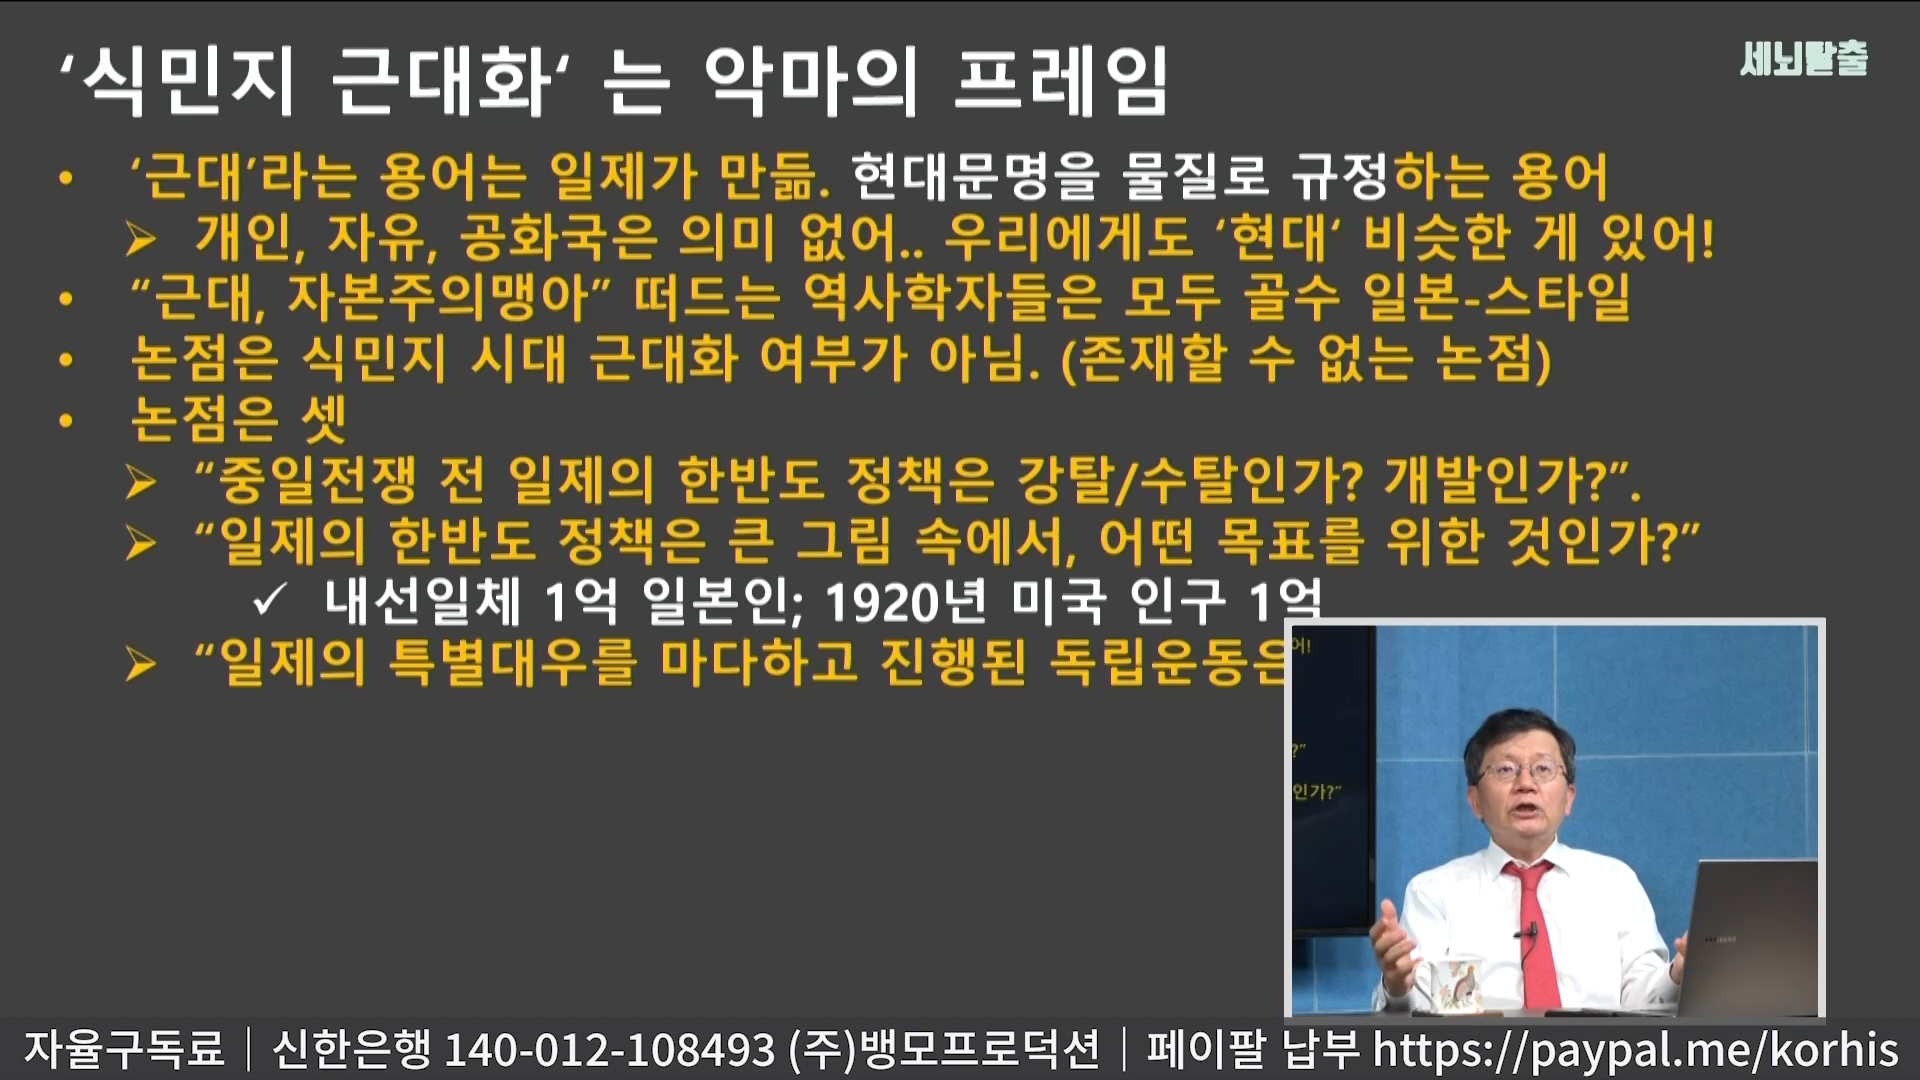 ‘식민지 근대화‘ 는 악마의 프레임
세뇌탈출
• ‘근대’라는 용어는 일제가 만듦. 현대문명을 물질로 규정하는 용어
➢ 개인, 자유, 공화국은 의미 없어.. 우리에게도 ‘현대‘ 비슷한 게 있어!
• “근대, 자본주의맹아” 떠드는 역사학자들은 모두 골수 일본-스타일
• 논점은 식민지 시대 근대화 여부가 아님. (존재할 수 없는 논점)
• 논점은 셋
➢ “중일전쟁 전 일제의 한반도 정책은 강탈/수탈인가? 개발인가?”.
➢ “일제의 한반도 정책은 큰 그림 속에서, 어떤 목표를 위한 것인가?”
✓ 내선일체 1억 일본인; 1920년 미국 인구 1억
➢ “일제의 특별대우를 마다하고 진행된 독립운동은
어!
?”
인가?”
자율구독료｜신한은행 140-012-108493 (주)뱅모프로덕션｜페이팔 납부 https://paypal.me/korhis